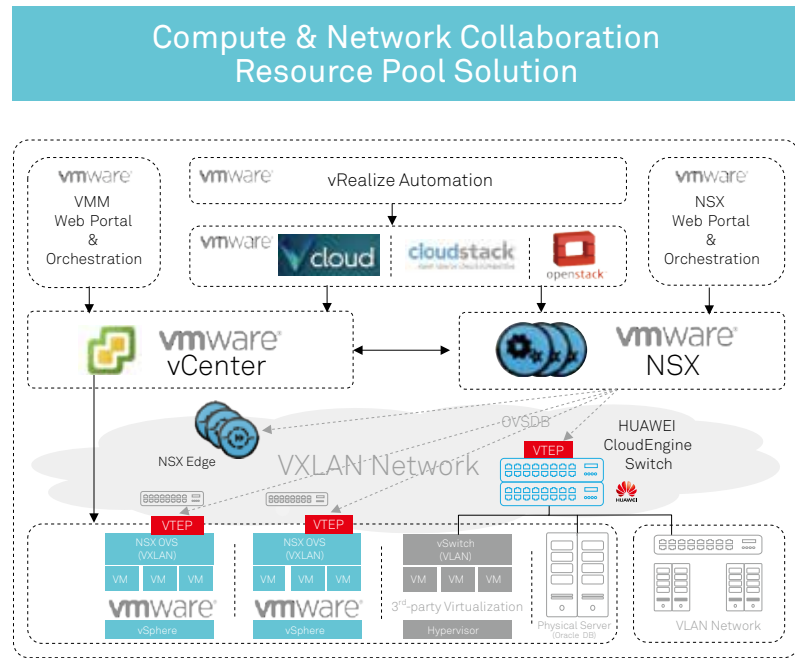 Compute & Network Collaboration
Resource Pool Solution
vmware
VMM
Web Portal
&
Orchestration
vmware
vRealize Automation
vmware
NSX
Web Portal
&
Orchestration
vmware
vcloud
cloudstack
openstack
vmware
vCenter
vmware
NSX
NSX Edge
VXLAN Network
OVSDB
VTEP
HUAWEI
CloudEngine
Switch
HUAWEI
VTEP
NSX OVS
(VXLAN)
VM VM VM
vmware
vSphere
VTEP
NSX OVS
(VXLAN)
VM VM VM
vmware
vSphere
vSwitch
(VLAN)
VM VM VM
3rd-party Virtualization
Hypervisor
Physical Server
(Oracle DB)
VLAN Network